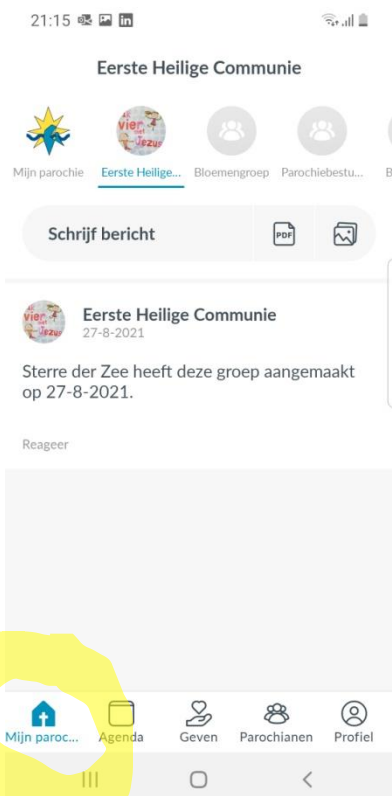 21:15
Eerste Heilige Communie
Mijn parochie Eerste Heilige... Bloemengroep Parochiebestu... B
Schrijf bericht PDF
Eerste Heilige Communie
27-8-2021
Sterre der Zee heeft deze groep aangemaakt
op 27-8-2021.
Reageer
Mijn paroc... Agenda Geven Parochianen Profiel